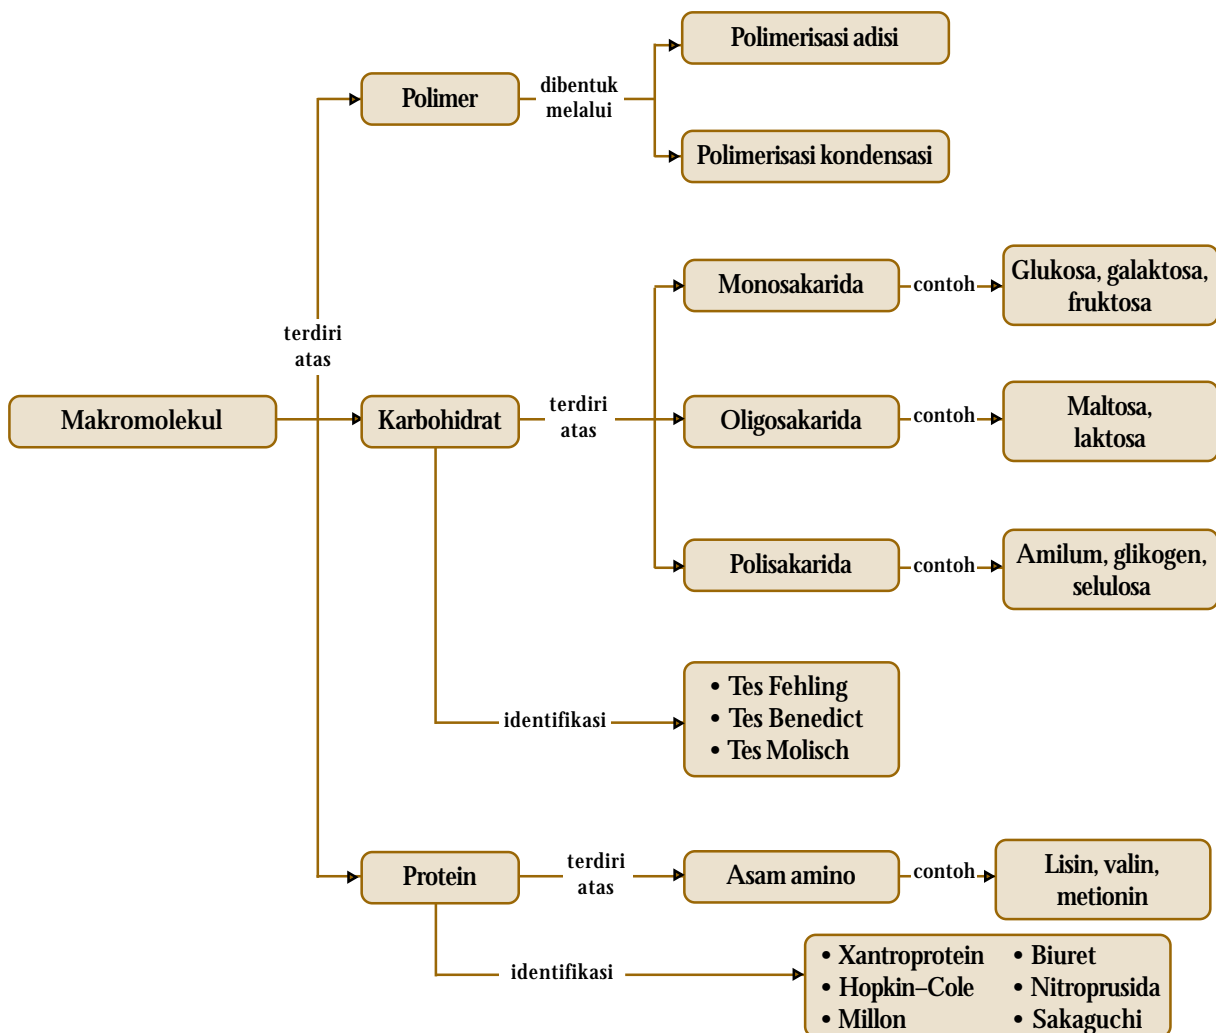 Polimerisasi adisi
Polimer
dibentuk
melalui
Polimerisasi kondensasi
Monosakarida
contoh
Glukosa, galaktosa,
fruktosa
terdiri
atas
Makromolekul
Karbohidrat
terdiri
atas
Oligosakarida
contoh
Maltosa,
laktosa
Polisakarida
contoh
Amilum, glikogen,
selulosa
identifikasi
• Tes Fehling
• Tes Benedict
• Tes Molisch
Protein
terdiri
atas
Asam amino
contoh
Lisin, valin,
metionin
identifikasi
• Xantroprotein
• Hopkin–Cole
• Millon
• Biuret
• Nitroprusida
• Sakaguchi